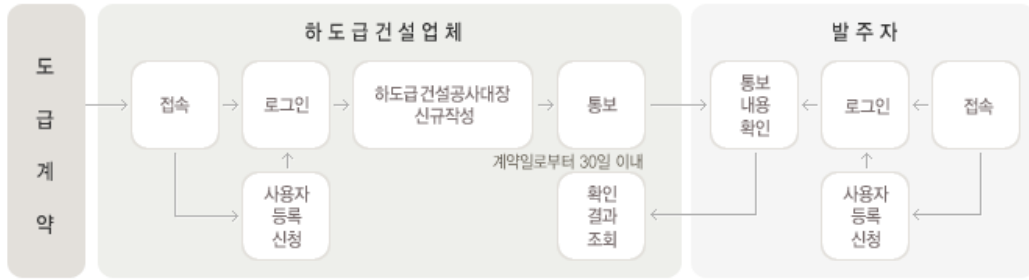 도
급
계
약
하도급건설업체
접속
로그인
하도급 건설공사대장
신규작성
통보
계약일로부터 30일 이내
사용자
등록
신청
확인
결과
조회
발주자
통보
내용
확인
로그인
접속
사용자
등록
신청